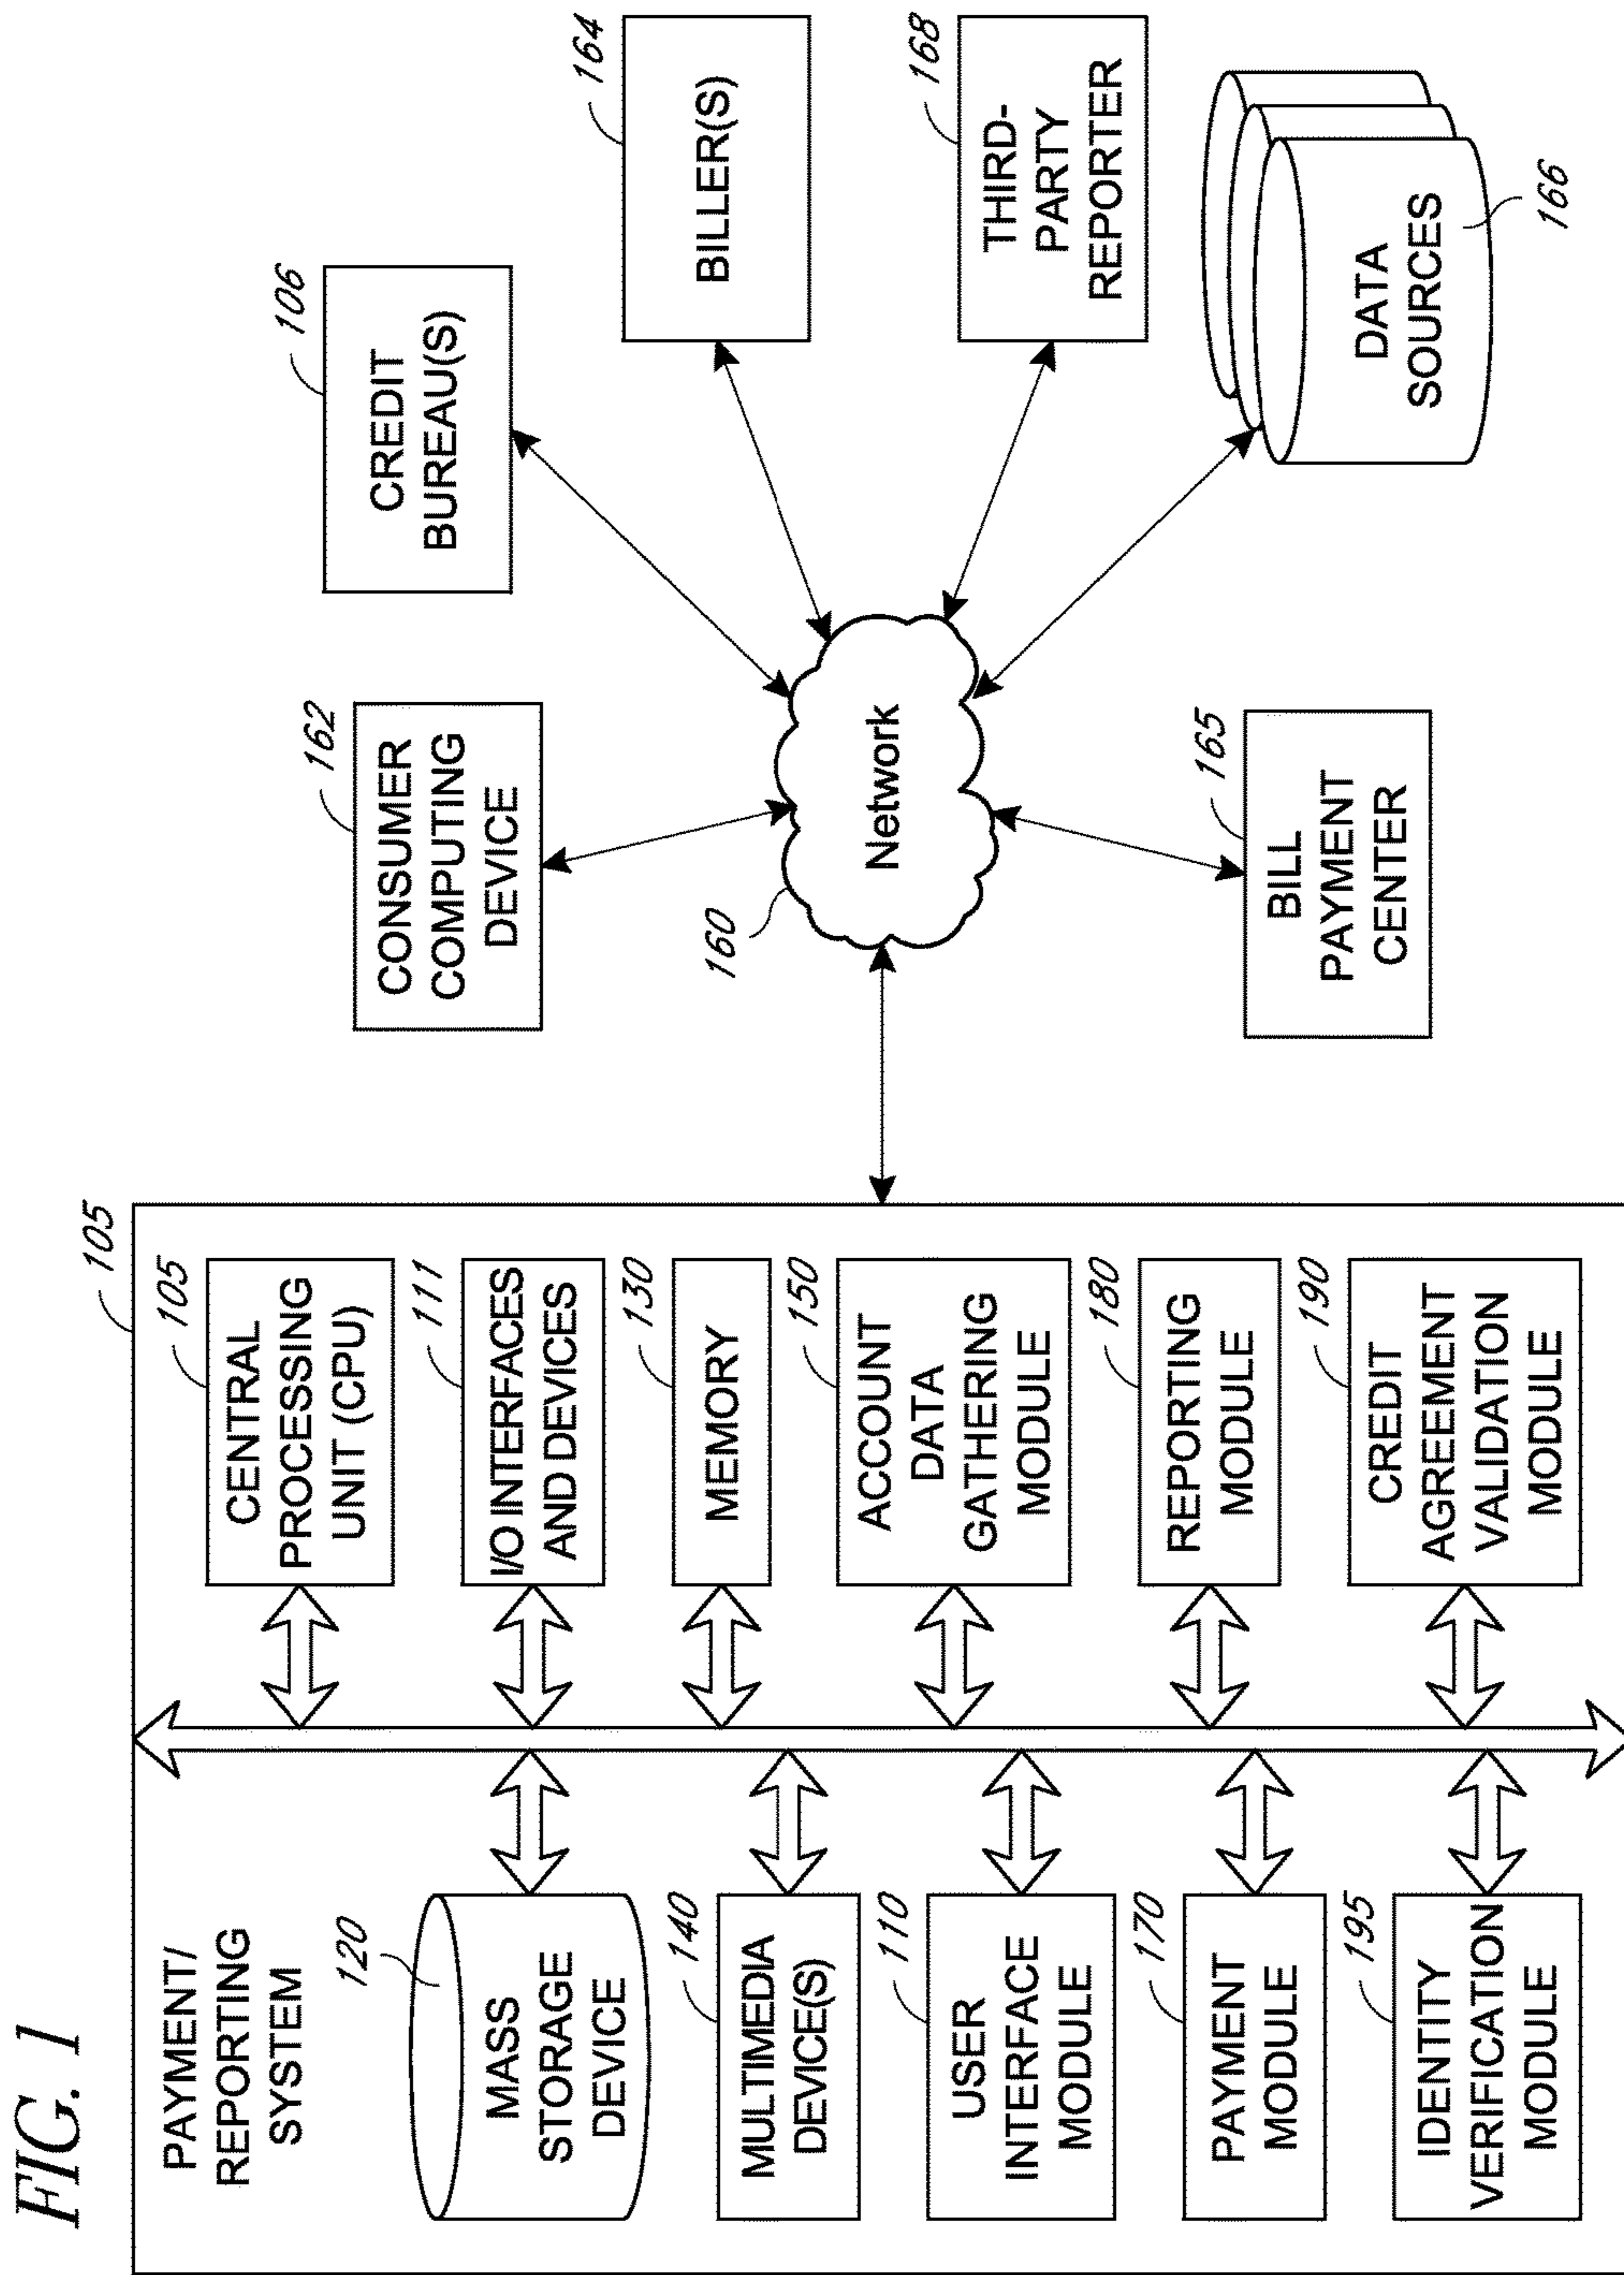 FIG. 1
PAYMENT/
REPORTING
SYSTEM
105
120
MASS
STORAGE
DEVICE
140
MULTIMEDIA
DEVICE(S)
110
USER
INTERFACE
MODULE
170
PAYMENT
MODULE
195
IDENTITY
VERIFICATION
MODULE
105
CENTRAL
PROCESSING
UNIT (CPU)
111
I/O INTERFACES
AND DEVICES
130
MEMORY
150
ACCOUNT
DATA
GATHERING
MODULE
180
REPORTING
MODULE
190
CREDIT
AGREEMENT
VALIDATION
MODULE
162
CONSUMER
COMPUTING
DEVICE
160
Network
165
BILL
PAYMENT
CENTER
106
CREDIT
BUREAU(S)
164
BILLER(S)
168
THIRD-
PARTY
REPORTER
DATA
SOURCES
166